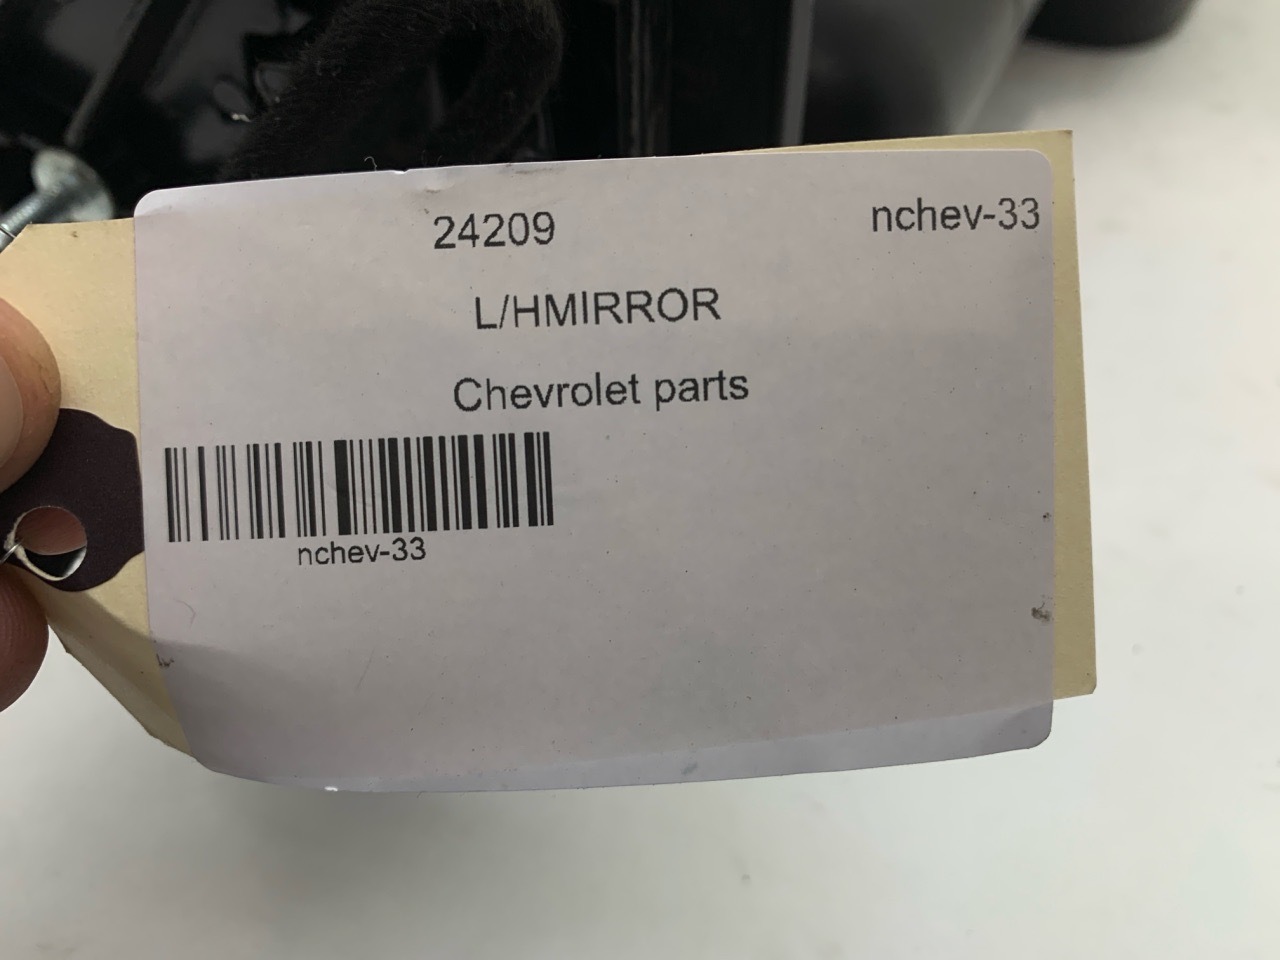 24209 nchev-33
L/HMIRROR
Chevrolet parts
nchev-33